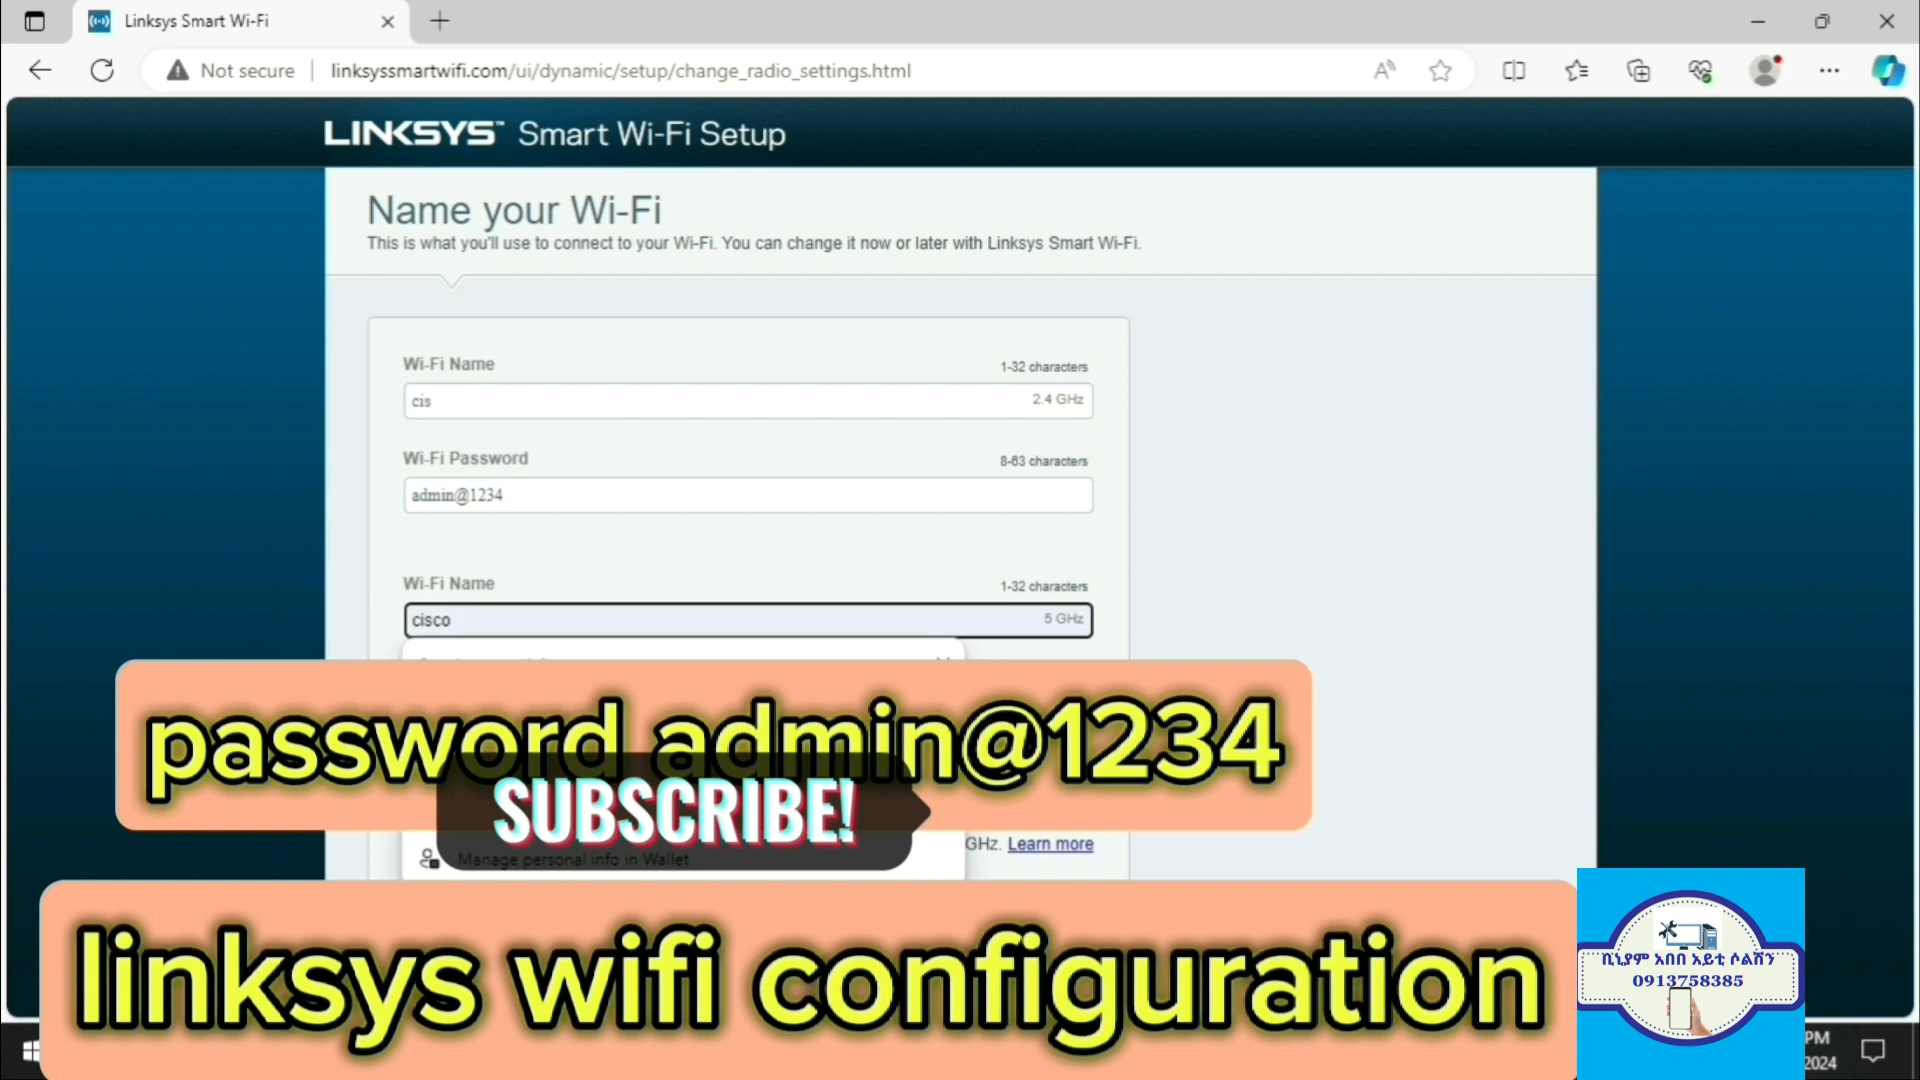 Linksys Smart Wi-Fi
Not secure
linksyssmartwifi.com/ui/dynamic/setup/change_radio_settings.html
LINKSYS™ Smart Wi-Fi Setup
Name your Wi-Fi
This is what you'll use to connect to your Wi-Fi. You can change it now or later with Linksys Smart Wi-Fi.
Wi-Fi Name 1-32 characters
cis 2.4 GHz
Wi-Fi Password 8-63 characters
admin@1234
Wi-Fi Name 1-32 characters
cisco 5 GHz
password admin@1234
SUBSCRIBE!
GHz. Learn more
Manage personal info in Wallet
linksys wifi configuration
ቢኒያም አበበ አይቲ ሶልሽን
0913758385
PM
2024